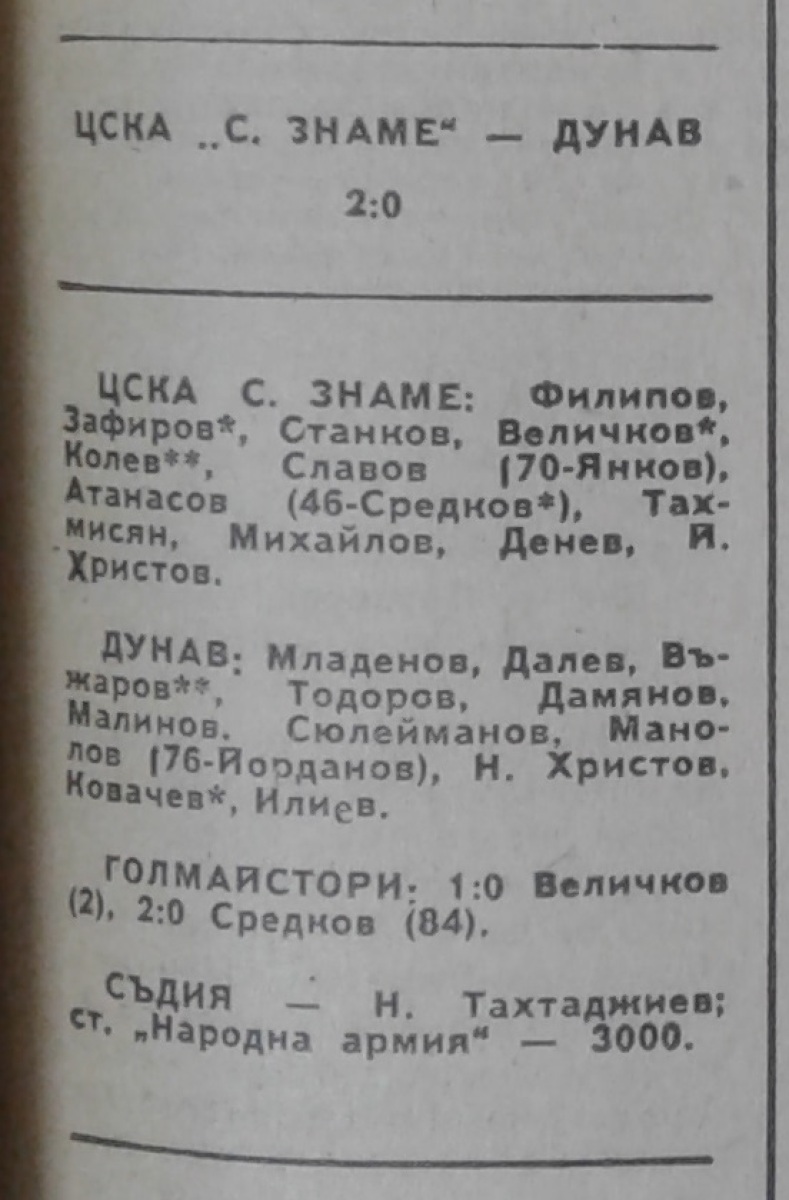 ЦСКА „С. ЗНАМЕ“ — ДУНАВ
2:0
ЦСКА С. ЗНАМЕ: Филипов,
Зафиров*, Станков, Величков*,
Колев**, Славов (70-Янков),
Атанасов (46-Средков*), Тах-
мисян, Михайлов, Денев, Й.
Христов.
ДУНАВ: Младенов, Далев, Въ-
жаров**, Тодоров, Дамянов,
Малинов. Сюлейманов, Мано-
лов (76-Йорданов), Н. Христов,
Ковачев*, Илиев.
ГОЛМАЙСТОРИ: 1:0 Величков
(2), 2:0 Средков (84).
СЪДИЯ — Н. Тахтаджиев;
ст. „Народна армия“ — 3000.